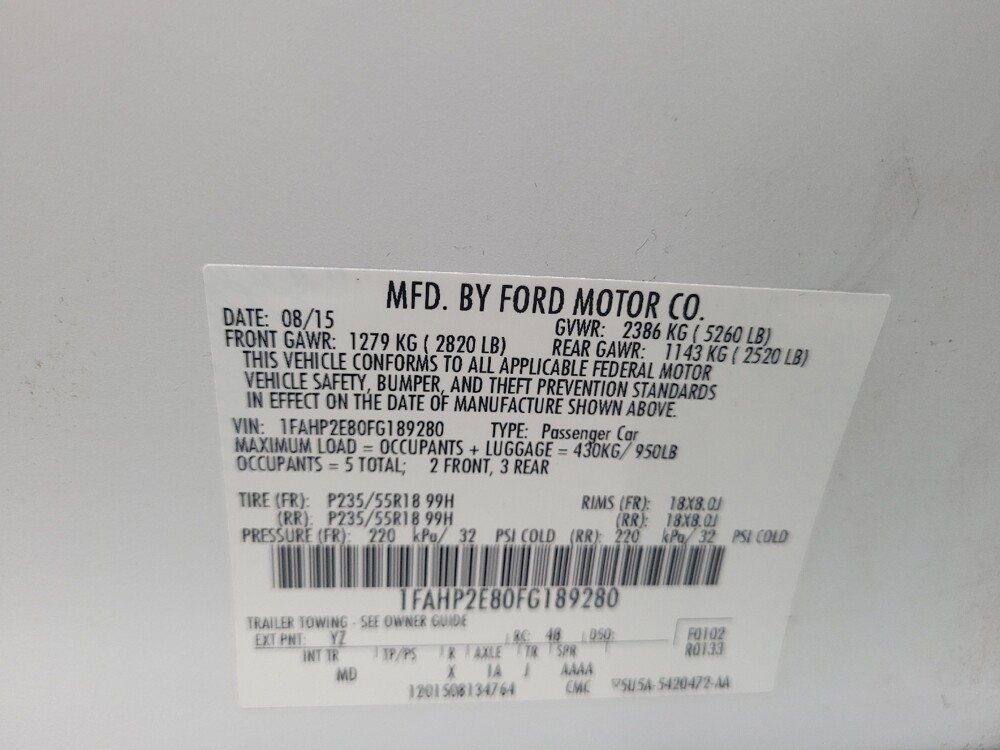 MFD. BY FORD MOTOR CO.
DATE: 08/15 GVWR: 2386 KG ( 5260 LB)
FRONT GAWR: 1279 KG ( 2820 LB) REAR GAWR: 1143 KG ( 2520 LB)
THIS VEHICLE CONFORMS TO ALL APPLICABLE FEDERAL MOTOR
VEHICLE SAFETY, BUMPER, AND THEFT PREVENTION STANDARDS
IN EFFECT ON THE DATE OF MANUFACTURE SHOWN ABOVE.
VIN: 1FAHP2E80FG189280 TYPE: Passenger Car
MAXIMUM LOAD = OCCUPANTS + LUGGAGE = 430KG/ 950LB
OCCUPANTS = 5 TOTAL; 2 FRONT, 3 REAR
TIRE (FR): P235/55R18 99H RIMS (FR): 18X8.0J
(RR): P235/55R18 99H (RR): 18X8.0J
PRESSURE (FR): 220 kPa/ 32 PSI COLD (RR): 220 kPa/ 32 PSI COLD
1FAHP2E80FG189280
TRAILER TOWING - SEE OWNER GUIDE
EXT PNT: YZ RC: 48 DSO: F0102
R0133
INT TR TP/PS R AXLE TR SPR
MD X IA J AAAA
1201508134764 CMC 5U5A-5420472-AA